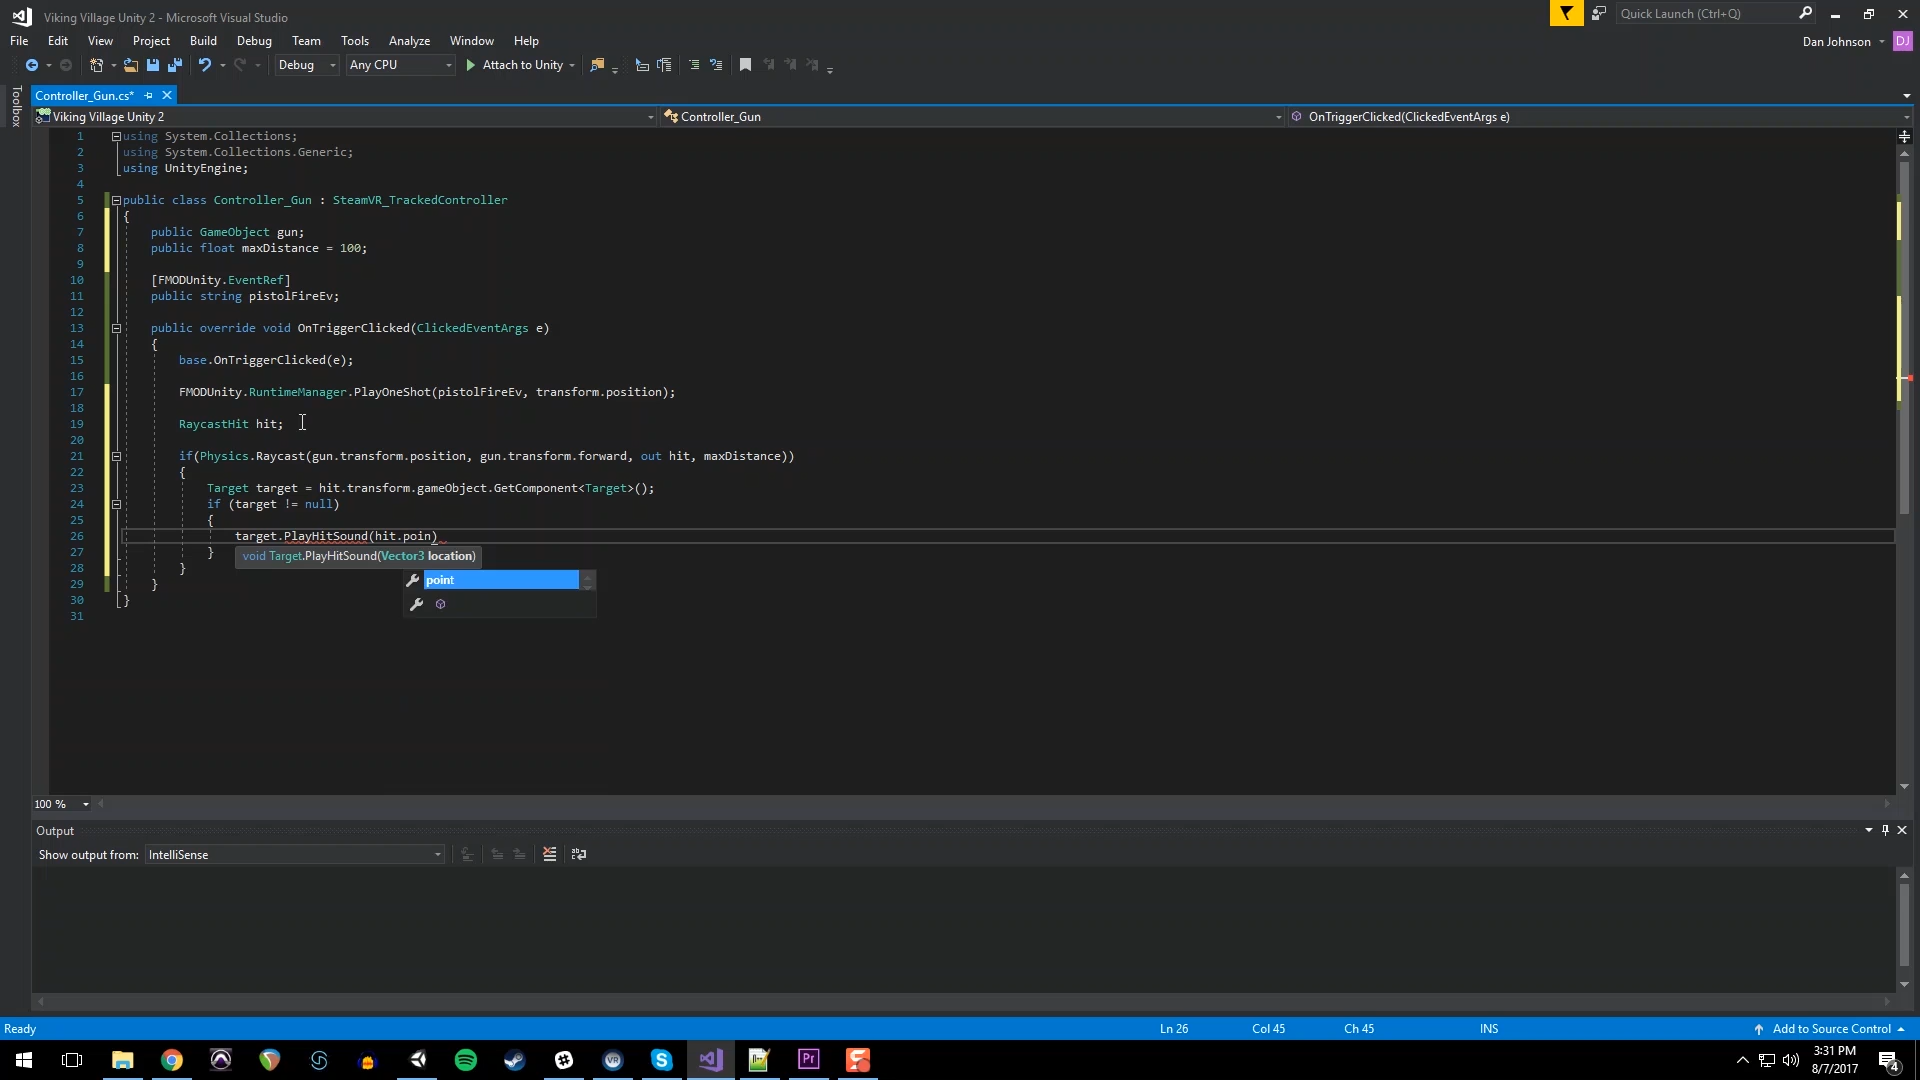 Viking Village Unity 2 - Microsoft Visual Studio
Quick Launch (Ctrl+Q)
File Edit View Project Build Debug Team Tools Analyze Window Help
Dan Johnson DJ
Debug Any CPU Attach to Unity
Toolbox
Controller_Gun.cs*
Viking Village Unity 2 Controller_Gun OnTriggerClicked(ClickedEventArgs e)
1 using System.Collections;
2 using System.Collections.Generic;
3 using UnityEngine;
4
5 public class Controller_Gun : SteamVR_TrackedController
6 {
7 public GameObject gun;
8 public float maxDistance = 100;
9
10 [FMODUnity.EventRef]
11 public string pistolFireEv;
12
13 public override void OnTriggerClicked(ClickedEventArgs e)
14 {
15 base.OnTriggerClicked(e);
16
17 FMODUnity.RuntimeManager.PlayOneShot(pistolFireEv, transform.position);
18
19 RaycastHit hit;
20
21 if(Physics.Raycast(gun.transform.position, gun.transform.forward, out hit, maxDistance))
22 {
23 Target target = hit.transform.gameObject.GetComponent<Target>();
24 if (target != null)
25 {
26 target.PlayHitSound(hit.poin)
27 }
void Target.PlayHitSound(Vector3 location)
28 }
point
29 }
30 }
31
100 %
Output
Show output from: IntelliSense
Ready Ln 26 Col 45 Ch 45 INS Add to Source Control
VR Pr
3:31 PM
8/7/2017
4